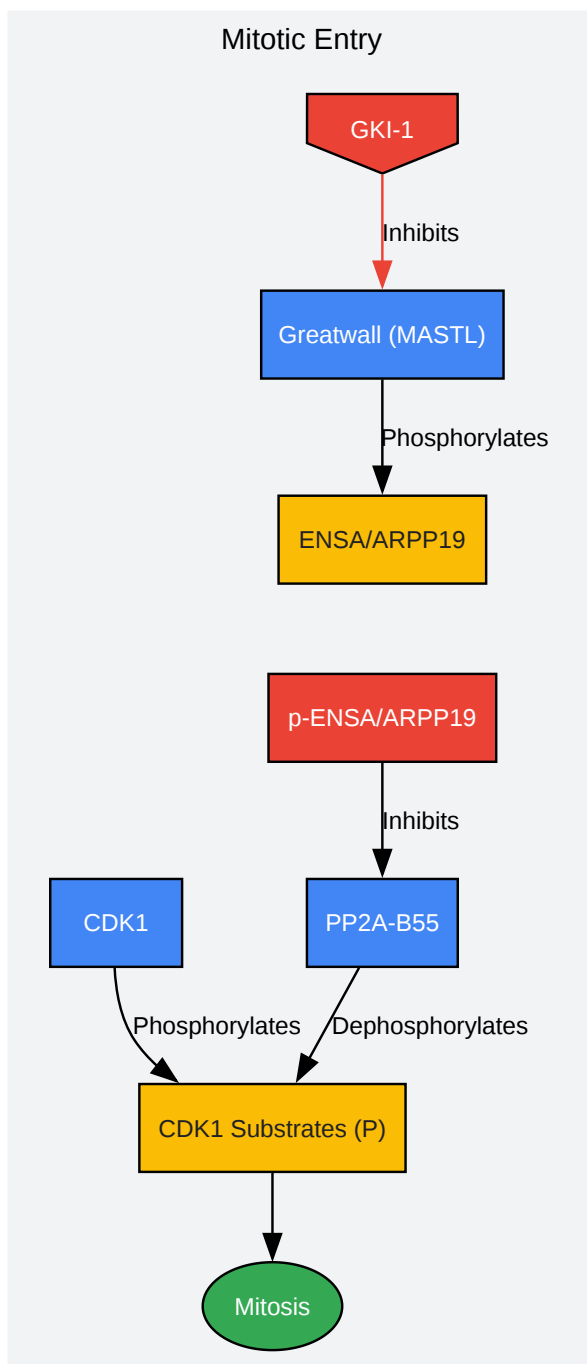 Mitotic Entry
GKI-1
Inhibits
Greatwall (MASTL)
Phosphorylates
ENSA/ARPP19
p-ENSA/ARPP19
Inhibits
CDK1
PP2A-B55
Phosphorylates
Dephosphorylates
CDK1 Substrates (P)
Mitosis